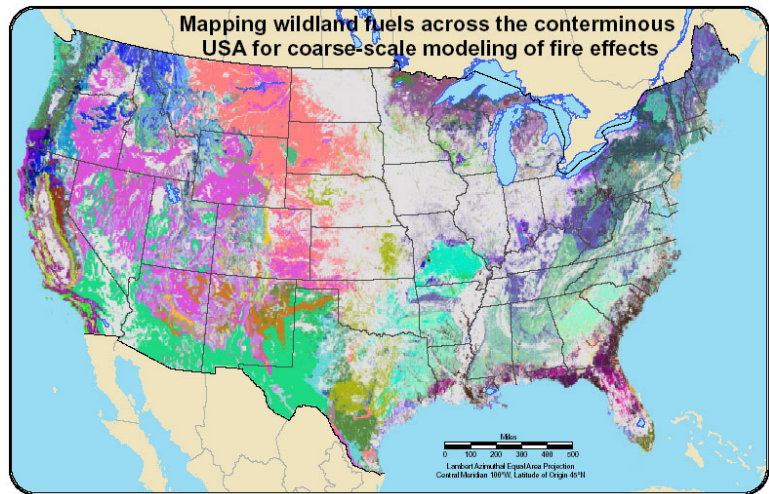 Mapping wildland fuels across the conterminous
USA for coarse-scale modeling of fire effects
Miles
0 100 200 300 400 500
Lambert Azimuthal Equal Area Projection
Central Meridian 100°W, Latitude of Origin 45°N